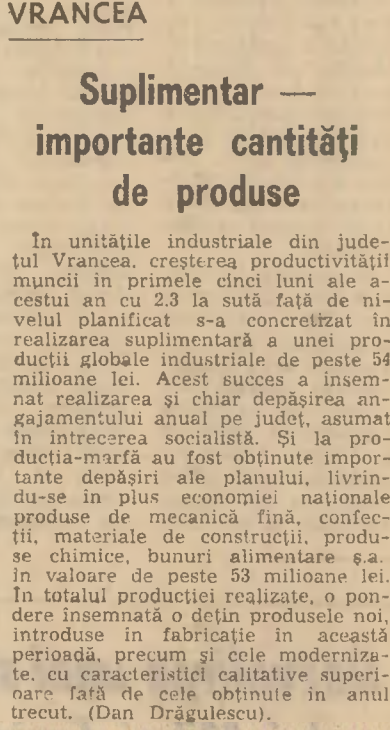 VRANCEA
Suplimentar —
importante cantități
de produse
În unitățile industriale din jude-
țul Vrancea, creșterea productivității
muncii in primele cinci luni ale a-
cestui an cu 2.3 la sută față de ni-
velul planificat s-a concretizat în
realizarea suplimentară a unei pro-
ducții globale industriale de peste 54
milioane lei. Acest succes a însem-
nat realizarea și chiar depășirea an-
gajamentului anual pe județ, asumat
în întrecerea socialistă. Și la pro-
ducția-marfă au fost obținute impor-
tante depășiri ale planului, livrin-
du-se in plus economiei naționale
produse de mecanică fină, confec-
ții, materiale de construcții, produ-
se chimice, bunuri alimentare ș.a.
in valoare de peste 53 milioane lei.
În totalul producției realizate, o pon-
dere însemnată o dețin produsele noi,
introduse în fabricație în această
perioadă, precum și cele moderniza-
te, cu caracteristici calitative superi-
oare față de cele obținute in anul
trecut. (Dan Drăgulescu).